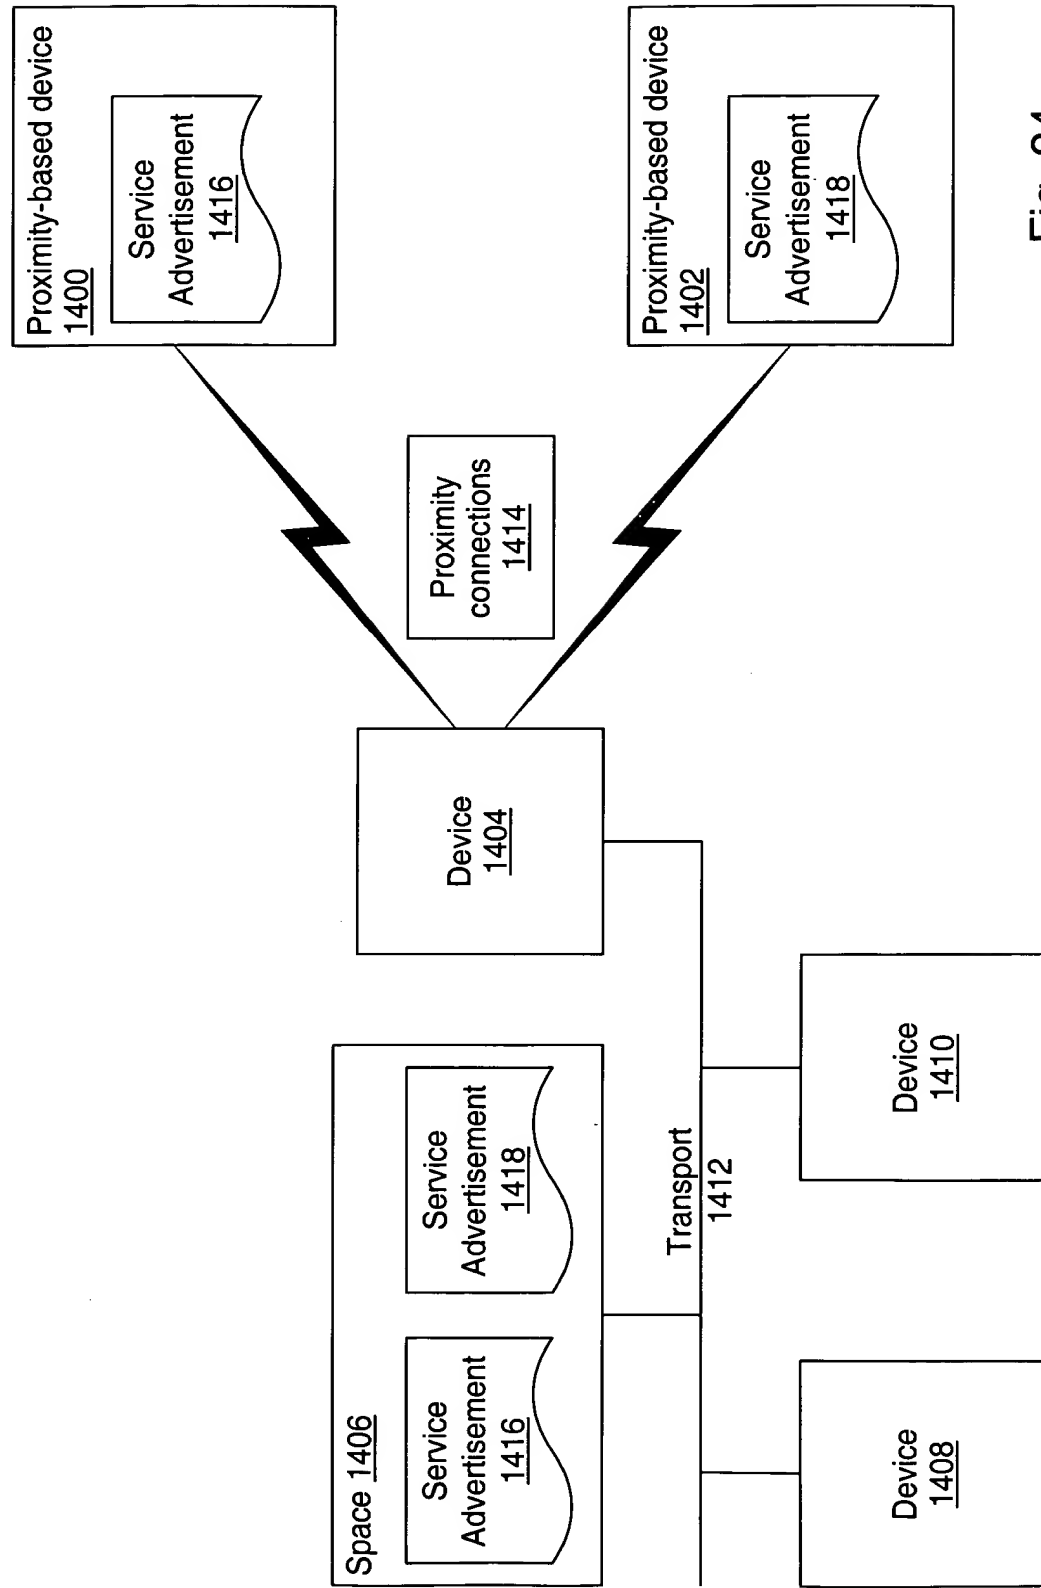 Proximity-based device
1400
Service
Advertisement
1416
Space 1406
Service
Advertisement
1416
Service
Advertisement
1418
Device
1404
Proximity
connections
1414
Transport
1412
Proximity-based device
1402
Service
Advertisement
1418
Device
1408
Device
1410
Fig.